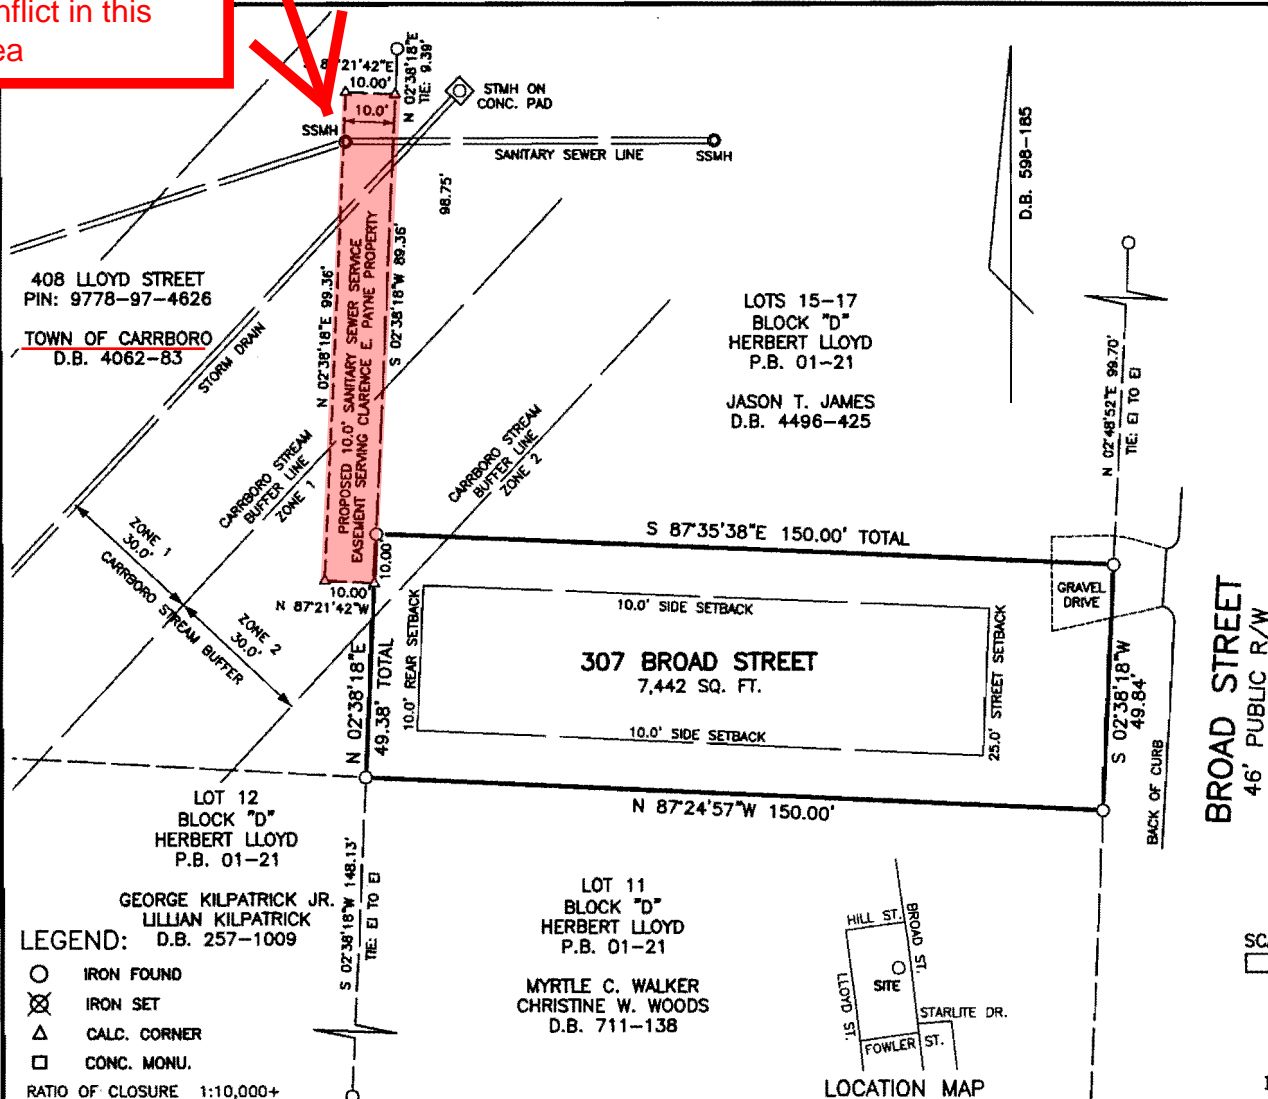 nflict in this
ea
S 87°21'42"E
10.00'
10.0'
N 02°38'18"E
TIE: 9.39'
STMH ON
CONC. PAD
SSMH
SANITARY SEWER LINE
SSMH
98.75'
D.B. 598-185
408 LLOYD STREET
PIN: 9778-97-4626
TOWN OF CARRBORO
D.B. 4062-83
STORM DRAIN
N 02°38'18"E 99.36'
PROPOSED 10.0' SANITARY SEWER SERVICE
EASEMENT SERVING CLARENCE E. PAYNE PROPERTY
S 02°38'18"W 89.36'
LOTS 15-17
BLOCK "D"
HERBERT LLOYD
P.B. 01-21
JASON T. JAMES
D.B. 4496-425
N 02°48'52"E 99.70'
TIE: EI TO EI
CARRBORO STREAM
BUFFER LINE
ZONE 1
CARRBORO STREAM
BUFFER LINE
ZONE 2
ZONE 1
30.0'
CARRBORO STREAM BUFFER
ZONE 2
30.0'
S 87°35'38"E 150.00' TOTAL
10.00'
10.00'
N 87°21'42"W
GRAVEL
DRIVE
10.0' SIDE SETBACK
10.0' REAR SETBACK
307 BROAD STREET
7,442 SQ. FT.
10.0' SIDE SETBACK
25.0' STREET SETBACK
N 02°38'18"E
49.38' TOTAL
S 02°38'18"W
49.84'
BACK OF CURB
BROAD STREET
46' PUBLIC R/W
N 87°24'57"W 150.00'
LOT 12
BLOCK "D"
HERBERT LLOYD
P.B. 01-21
GEORGE KILPATRICK JR.
LILLIAN KILPATRICK
D.B. 257-1009
S 02°38'18"W 148.13'
TIE: EI TO EI
LOT 11
BLOCK "D"
HERBERT LLOYD
P.B. 01-21
MYRTLE C. WALKER
CHRISTINE W. WOODS
D.B. 711-138
LEGEND:
IRON FOUND
IRON SET
CALC. CORNER
CONC. MONU.
RATIO OF CLOSURE 1:10,000+
HILL ST.
BROAD ST.
SITE
LLOYD ST.
STARLITE DR.
FOWLER ST.
LOCATION MAP